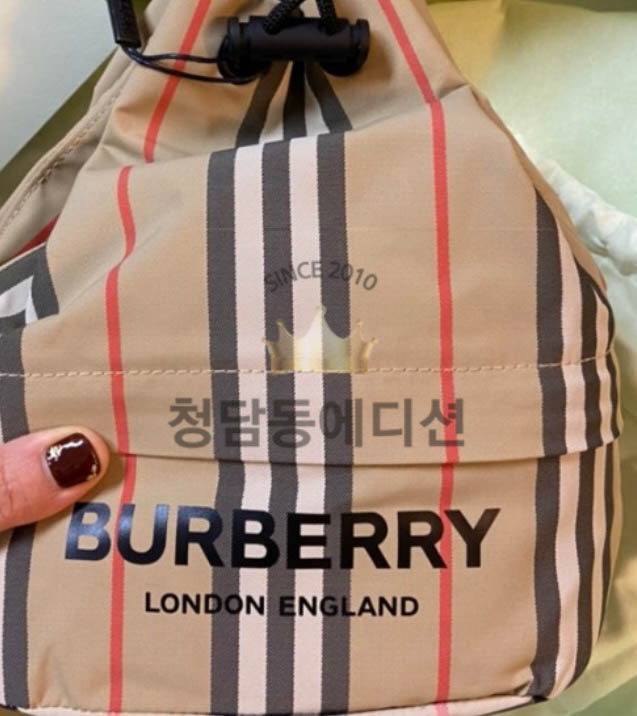 SINCE 2010
청담동에디션
BURBERRY
LONDON ENGLAND